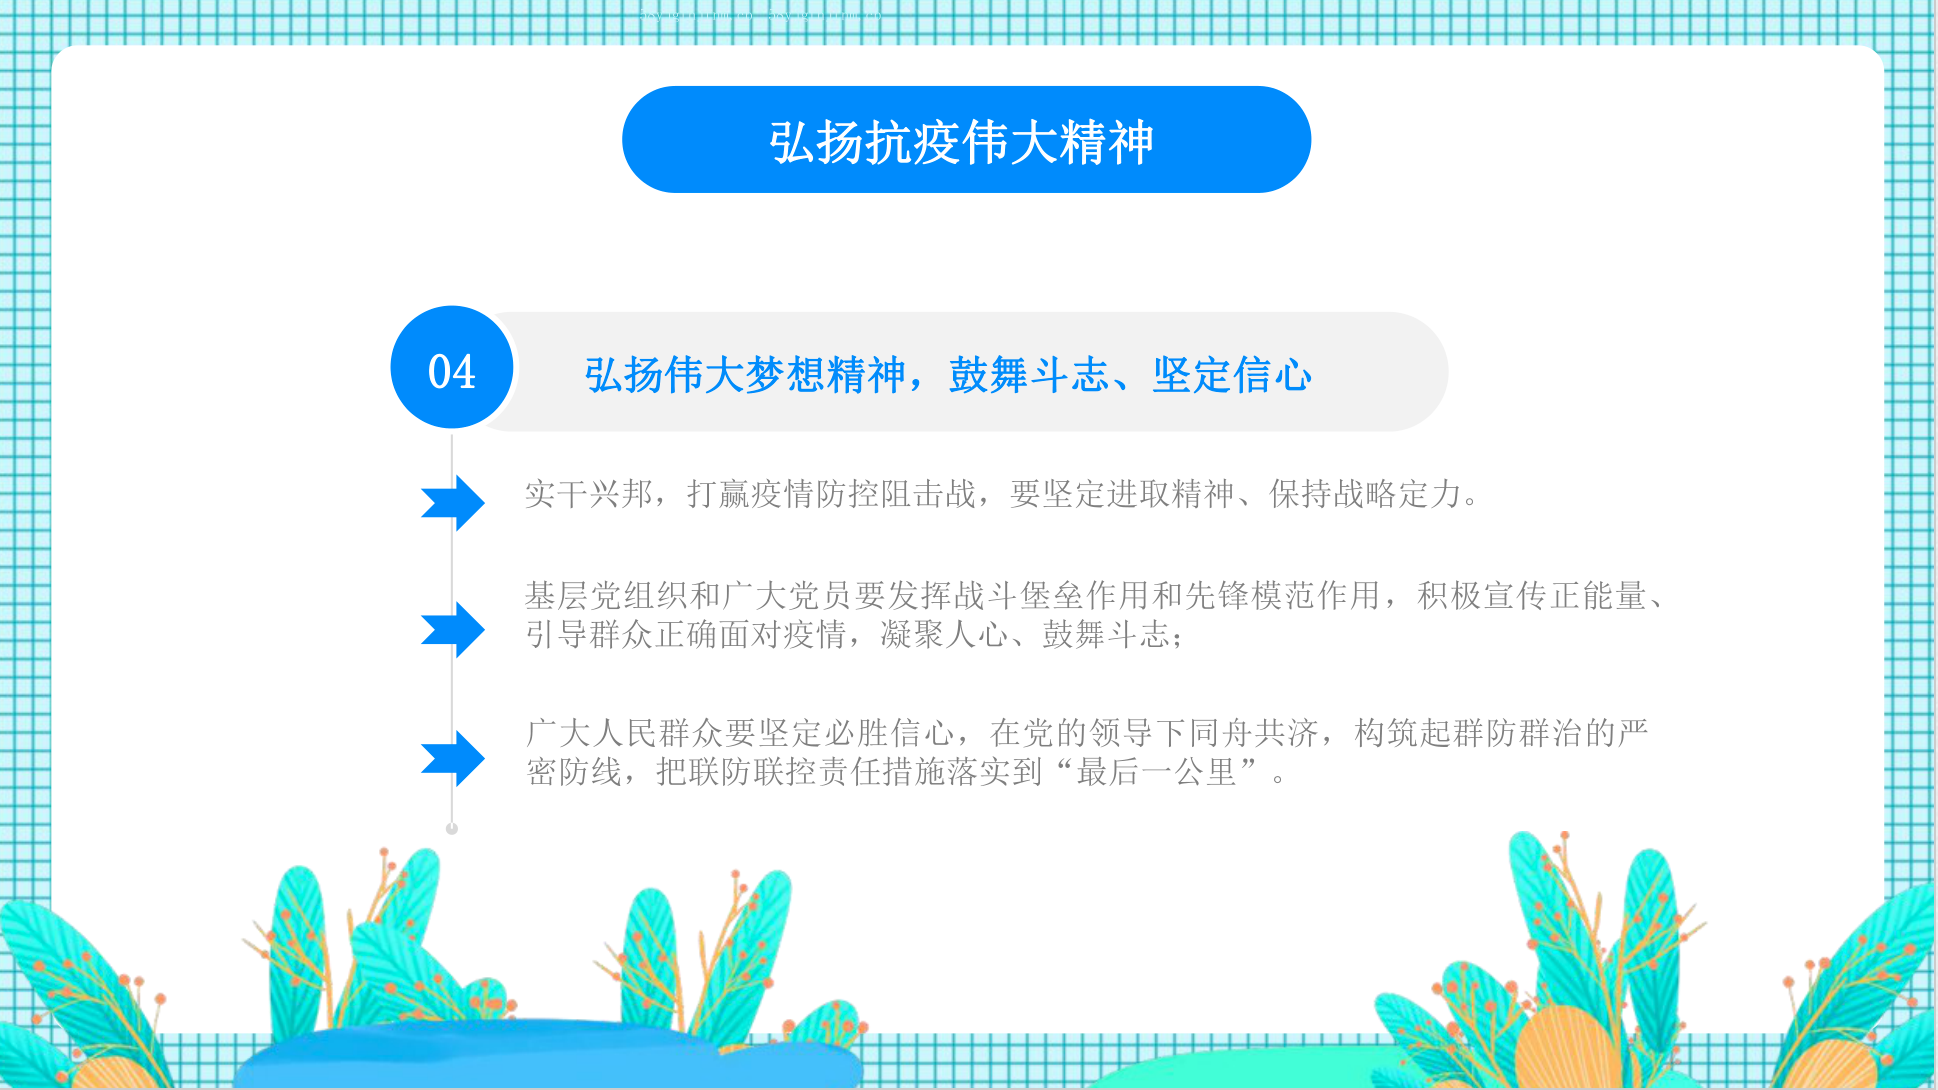 弘扬抗疫伟大精神
04
弘扬伟大梦想精神，鼓舞斗志、坚定信心
实干兴邦，打赢疫情防控阻击战，要坚定进取精神、保持战略定力。
基层党组织和广大党员要发挥战斗堡垒作用和先锋模范作用，积极宣传正能量、
引导群众正确面对疫情，凝聚人心、鼓舞斗志；
广大人民群众要坚定必胜信心，在党的领导下同舟共济，构筑起群防群治的严
密防线，把联防联控责任措施落实到“最后一公里”。